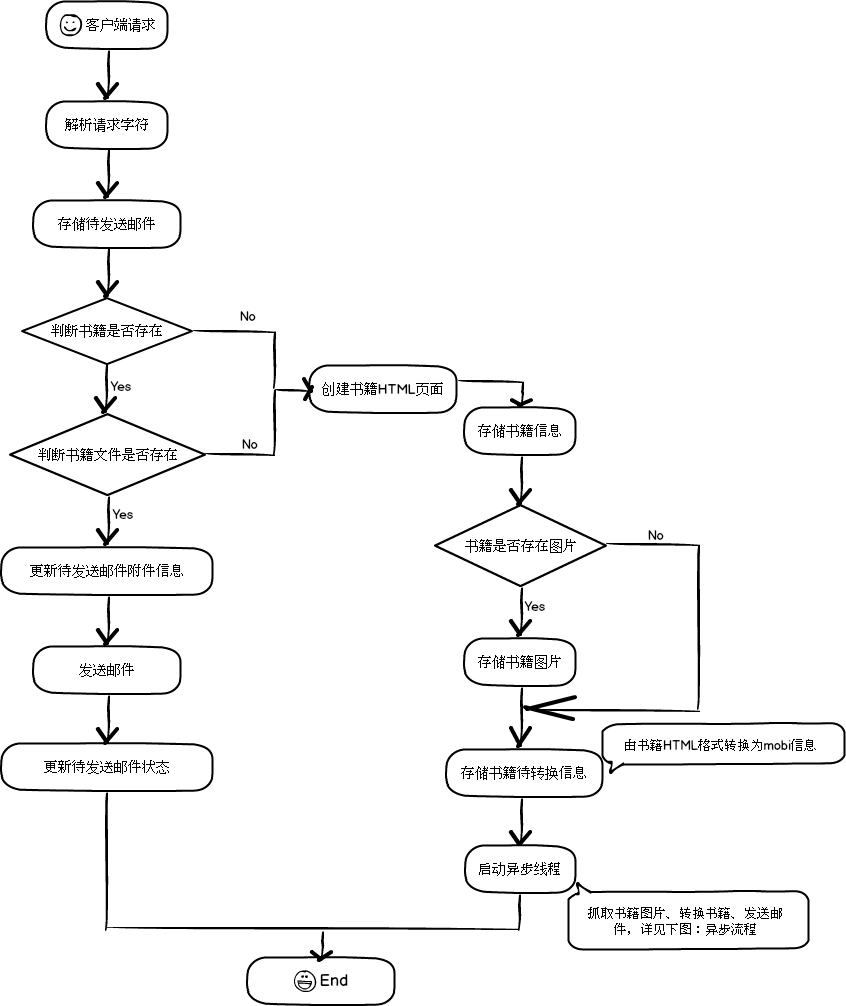 客户端请求
解析请求字符
存储待发送邮件
判断书籍是否存在
No
Yes
判断书籍文件是否存在
No
Yes
更新待发送邮件附件信息
发送邮件
更新待发送邮件状态
创建书籍HTML页面
存储书籍信息
书籍是否存在图片
No
Yes
存储书籍图片
存储书籍待转换信息
由书籍HTML格式转换为mobi信息
启动异步线程
抓取书籍图片、转换书籍、发送邮
件，详见下图：异步流程
End